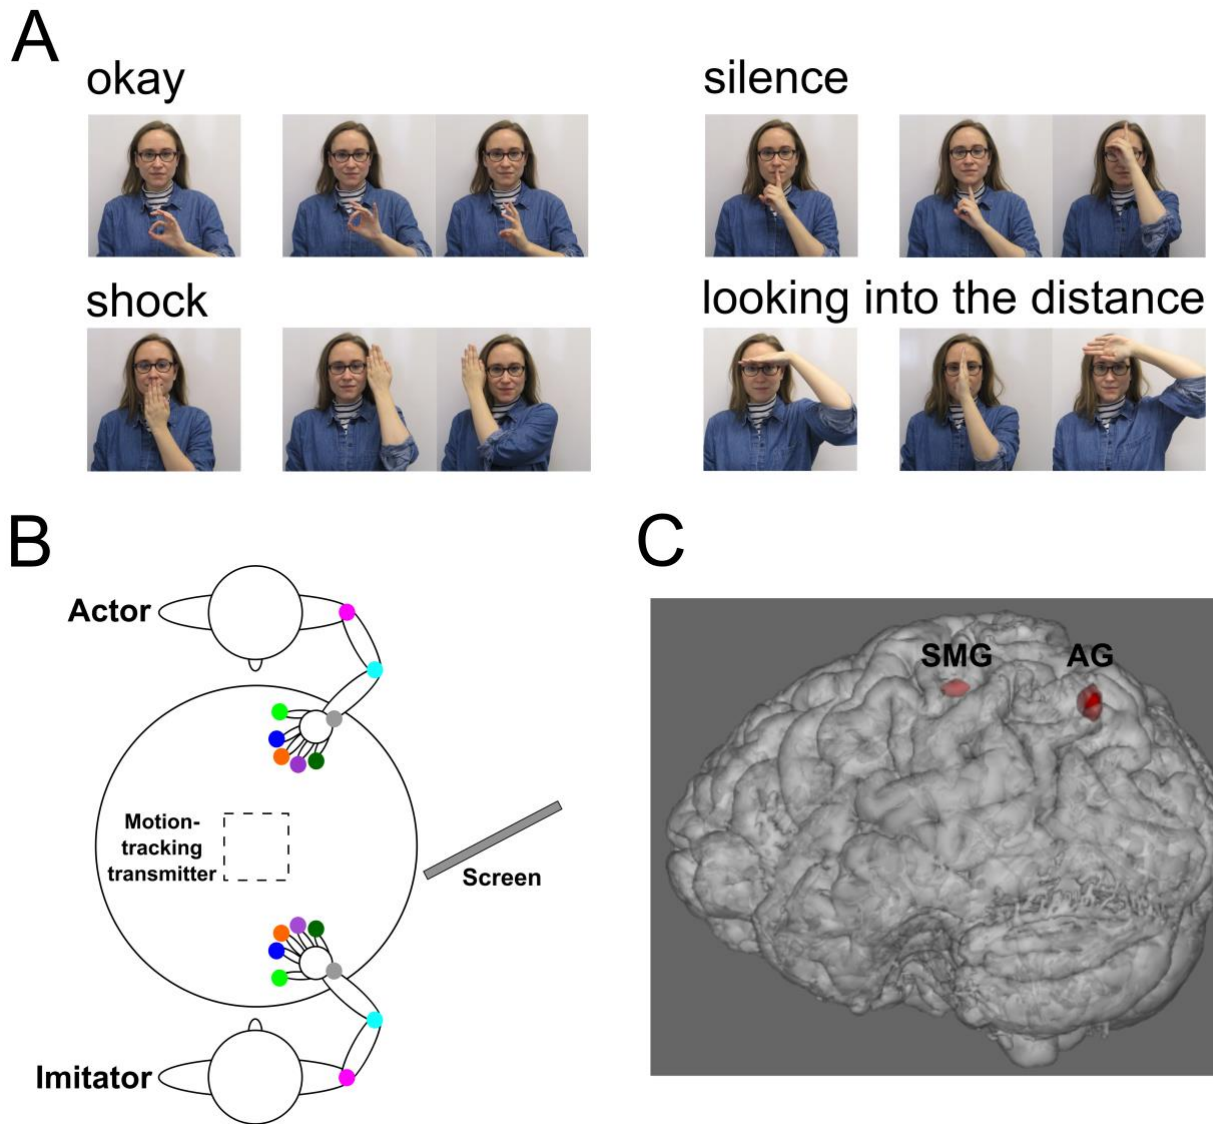 A
okay
silence
shock
looking into the distance
B
Actor
Motion-
tracking
transmitter
Screen
Imitator
C
SMG
AG